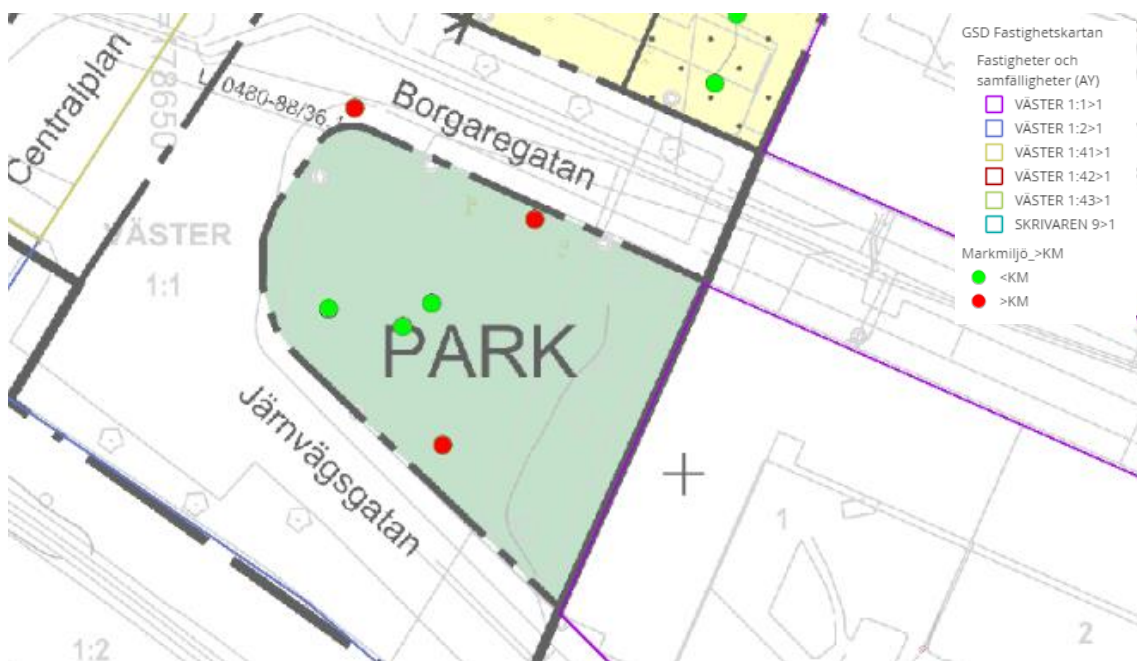 Centralplan
78650
L 0480-88/36.
Borgaregatan
VÄSTER
1:1
PARK
Järnvägsgatan
1:2
1
2
GSD Fastighetskartan
Fastigheter och
samfälligheter (AY)
VÄSTER 1:1>1
VÄSTER 1:2>1
VÄSTER 1:41>1
VÄSTER 1:42>1
VÄSTER 1:43>1
SKRIVAREN 9>1
Markmiljö_>KM
<KM
>KM